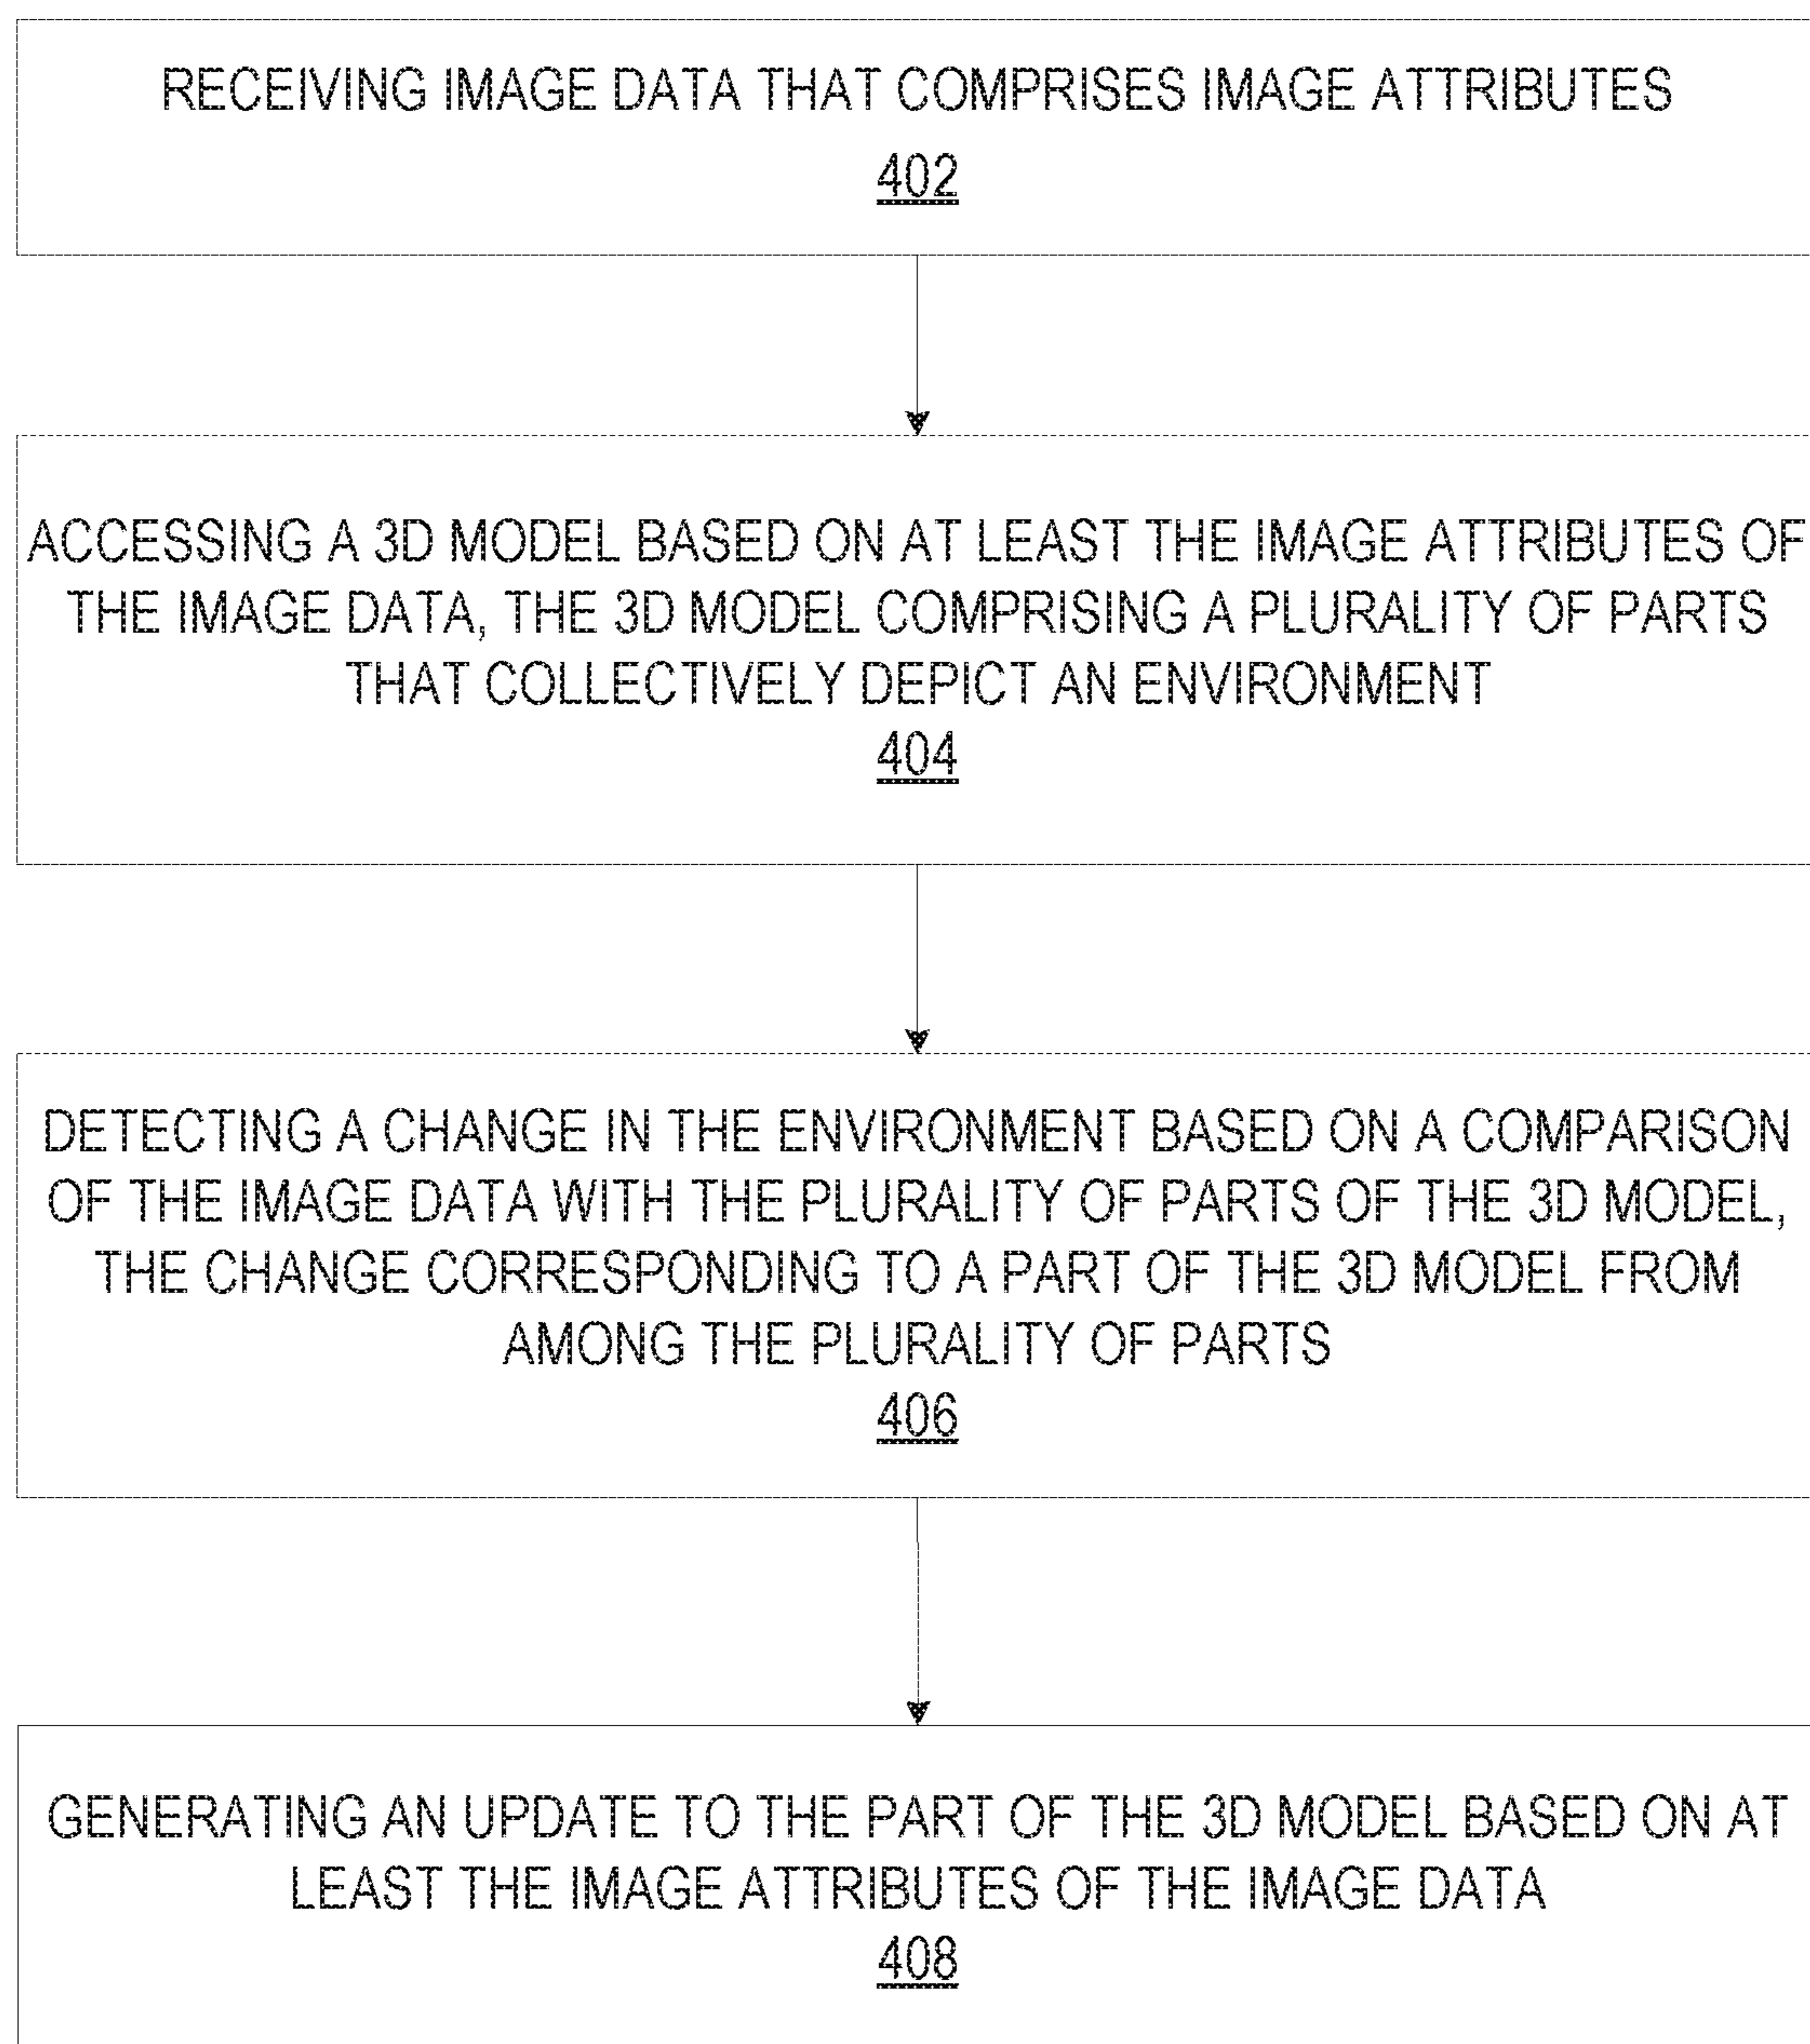 RECEIVING IMAGE DATA THAT COMPRISES IMAGE ATTRIBUTES
402
ACCESSING A 3D MODEL BASED ON AT LEAST THE IMAGE ATTRIBUTES OF
THE IMAGE DATA, THE 3D MODEL COMPRISING A PLURALITY OF PARTS
THAT COLLECTIVELY DEPICT AN ENVIRONMENT
404
DETECTING A CHANGE IN THE ENVIRONMENT BASED ON A COMPARISON
OF THE IMAGE DATA WITH THE PLURALITY OF PARTS OF THE 3D MODEL,
THE CHANGE CORRESPONDING TO A PART OF THE 3D MODEL FROM
AMONG THE PLURALITY OF PARTS
406
GENERATING AN UPDATE TO THE PART OF THE 3D MODEL BASED ON AT
LEAST THE IMAGE ATTRIBUTES OF THE IMAGE DATA
408